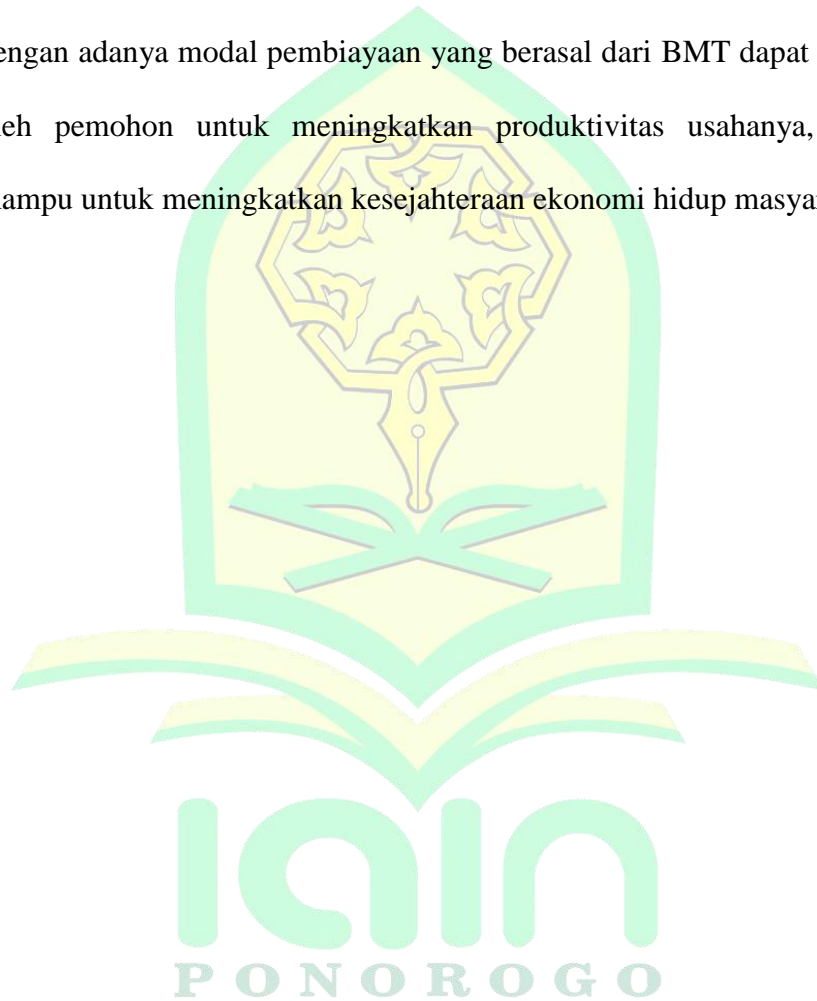 engan adanya modal pembiayaan yang berasal dari BMT dapat
eh pemohon untuk meningkatkan produktivitas usahanya,
ampu untuk meningkatkan kesejahteraan ekonomi hidup masya
iain
PONOROGO